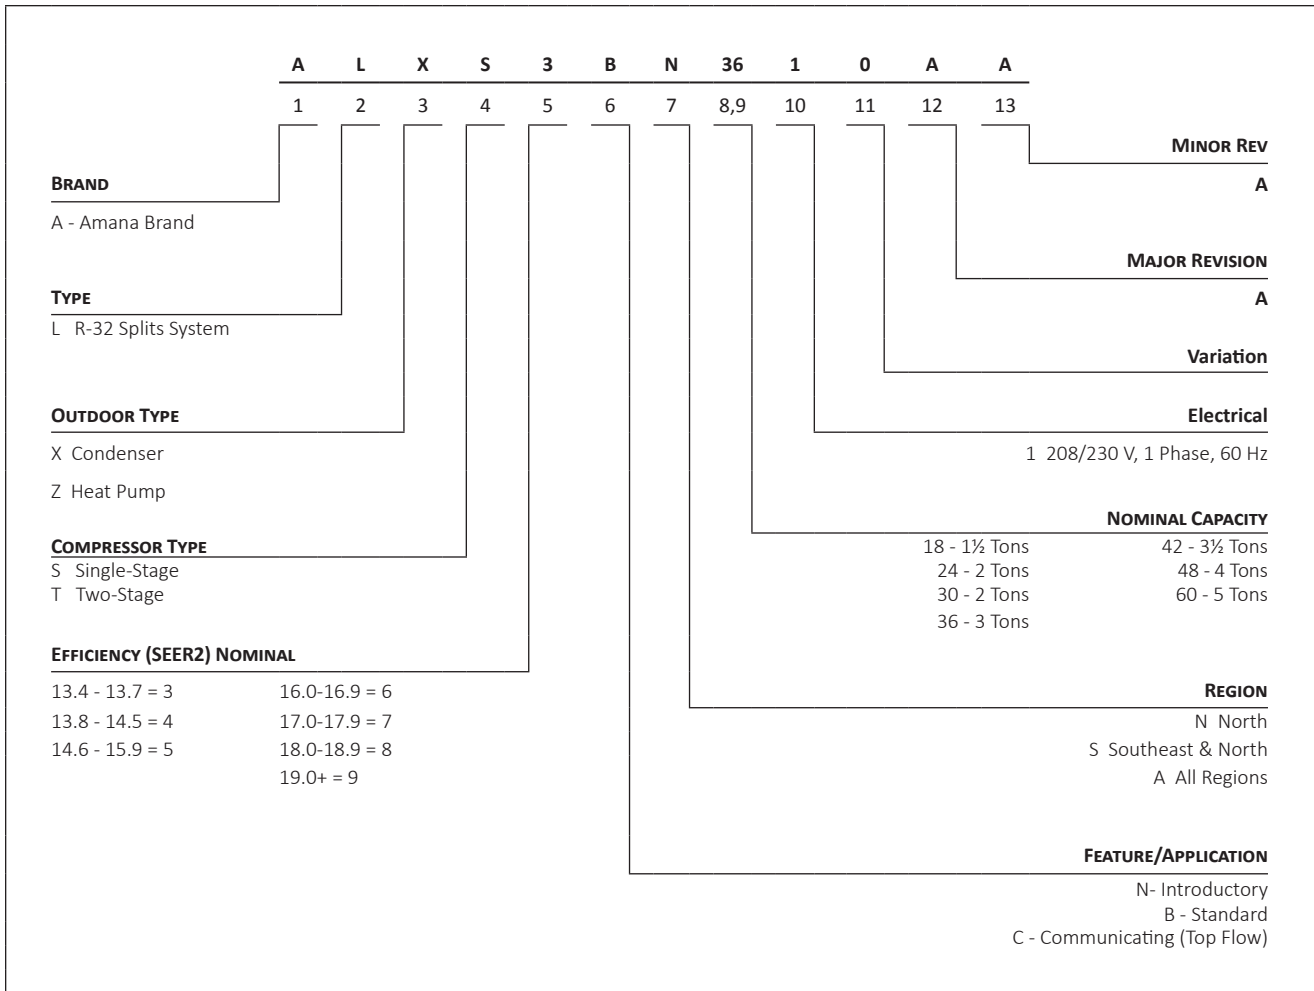 A L X S 3 B N 36 1 0 A A
1 2 3 4 5 6 7 8,9 10 11 12 13
BRAND
A - Amana Brand
TYPE
L R-32 Splits System
OUTDOOR TYPE
X Condenser
Z Heat Pump
COMPRESSOR TYPE
S Single-Stage
T Two-Stage
EFFICIENCY (SEER2) NOMINAL
13.4 - 13.7 = 3 16.0-16.9 = 6
13.8 - 14.5 = 4 17.0-17.9 = 7
14.6 - 15.9 = 5 18.0-18.9 = 8
19.0+ = 9
MINOR REV
A
MAJOR REVISION
A
Variation
Electrical
1 208/230 V, 1 Phase, 60 Hz
NOMINAL CAPACITY
18 - 1½ Tons 42 - 3½ Tons
24 - 2 Tons 48 - 4 Tons
30 - 2 Tons 60 - 5 Tons
36 - 3 Tons
REGION
N North
S Southeast & North
A All Regions
FEATURE/APPLICATION
N- Introductory
B - Standard
C - Communicating (Top Flow)